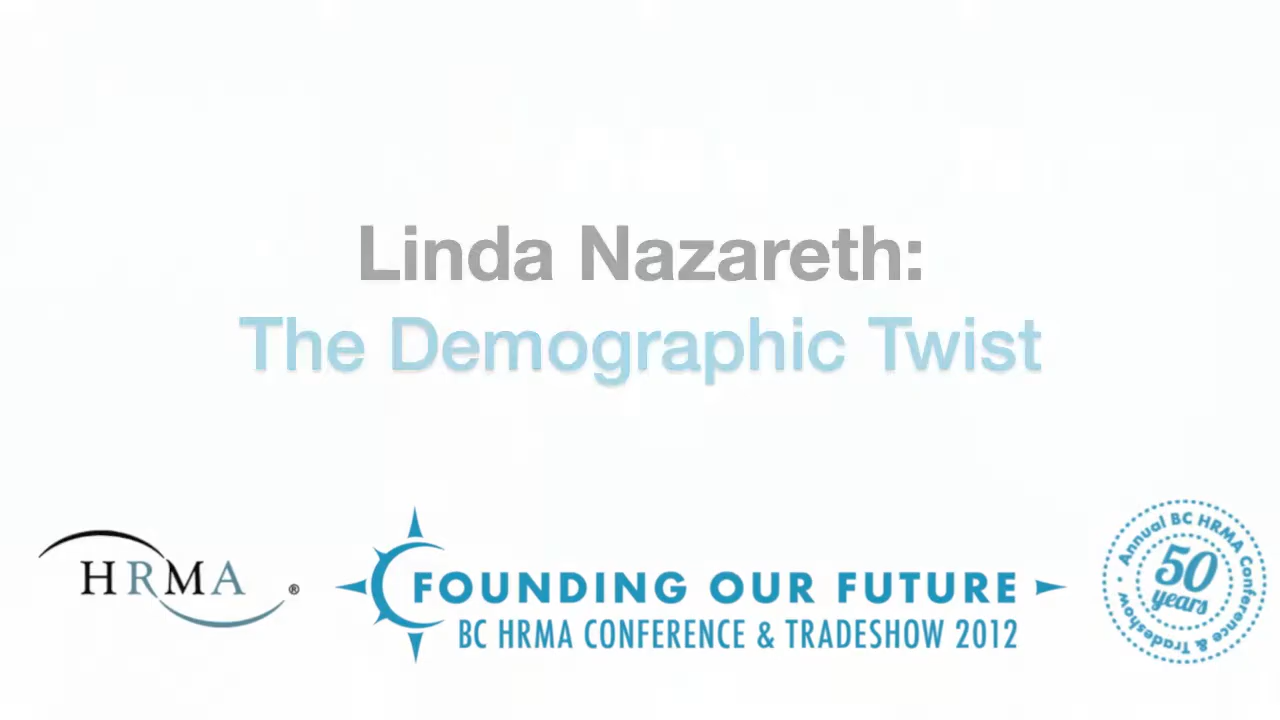 Linda Nazareth:
The Demographic Twist
HRMA ®
FOUNDING OUR FUTURE
BC HRMA CONFERENCE & TRADESHOW 2012
Annual BC HRMA Conference & Tradeshow •
50
years